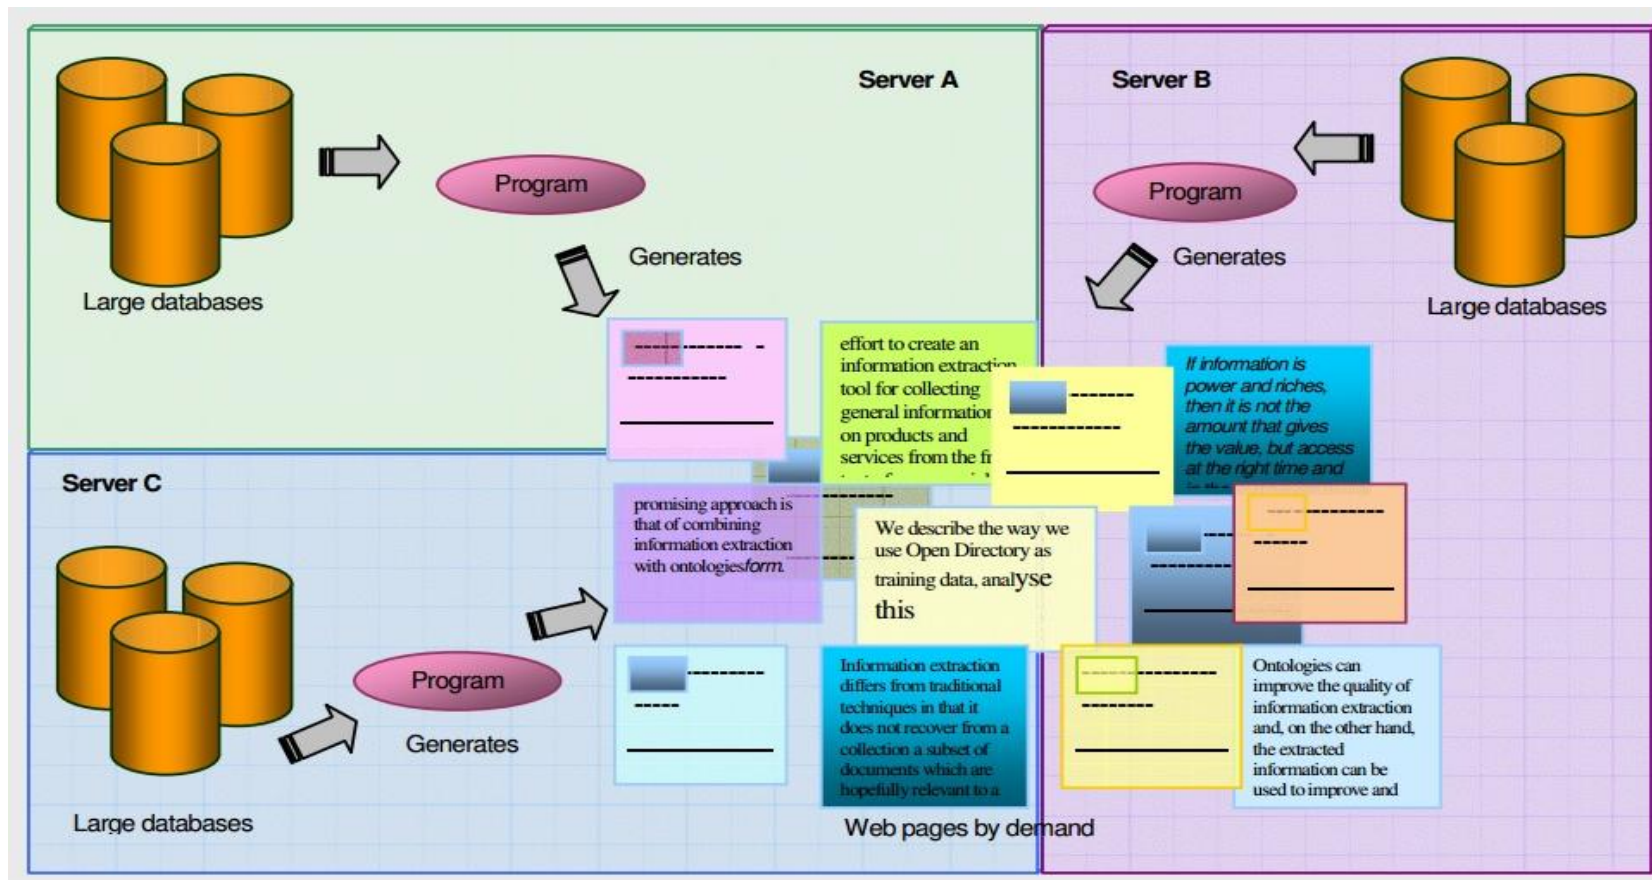 Server A
Server B
Program
Program
Generates
Generates
Large databases
Large databases
effort to create an
information extraction
tool for collecting
general information
on products and
services from the
If information is
power and riches,
then it is not the
amount that gives
the value, but access
at the right time and
Server C
promising approach is
that of combining
information extraction
with ontologiesform.
We describe the way we
use Open Directory as
training data, analyse
this
Program
Generates
Large databases
Information extraction
differs from traditional
techniques in that it
does not recover from a
collection a subset of
documents which are
hopefully relevant to a
Ontologies can
improve the quality of
information extraction
and, on the other hand,
the extracted
information can be
used to improve and
Web pages by demand